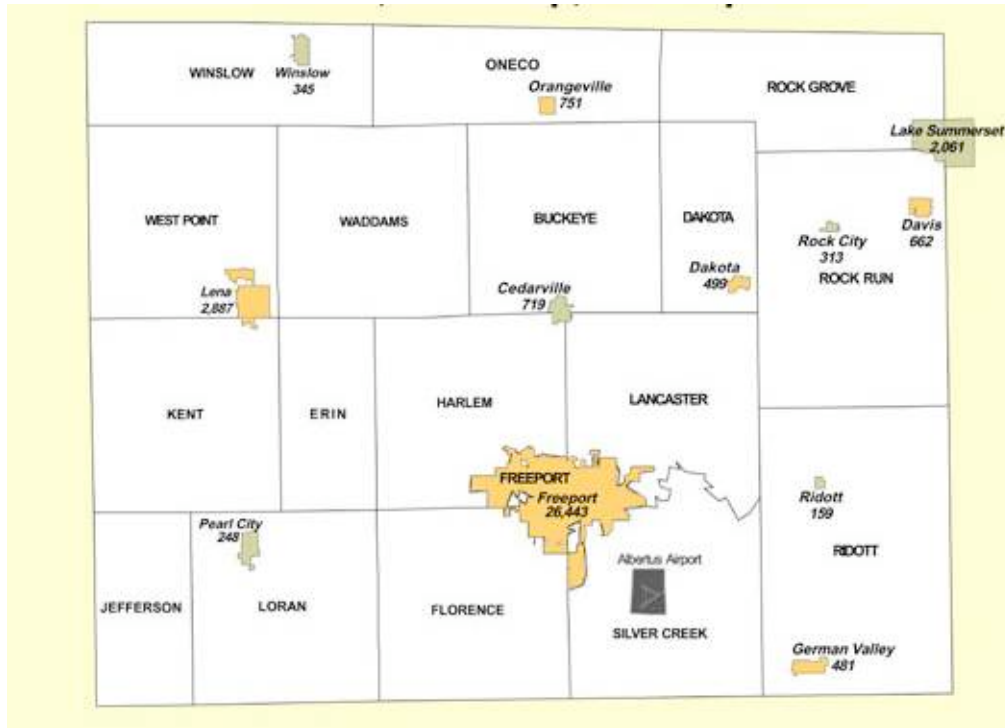 WINSLOW
Winslow
345
ONECO
Orangeville
751
ROCK GROVE
Lake Summerset
2,061
WEST POINT
WADDAMS
BUCKEYE
DAKOTA
Davis
662
Rock City
313
ROCK RUN
Lena
2,887
Cedarville
719
Dakota
499
KENT
ERIN
HARLEM
LANCASTER
FREEPORT
Freeport
26,443
Ridott
159
RIDOTT
Pearl City
248
Albertus Airport
JEFFERSON
LORAN
FLORENCE
SILVER CREEK
German Valley
481